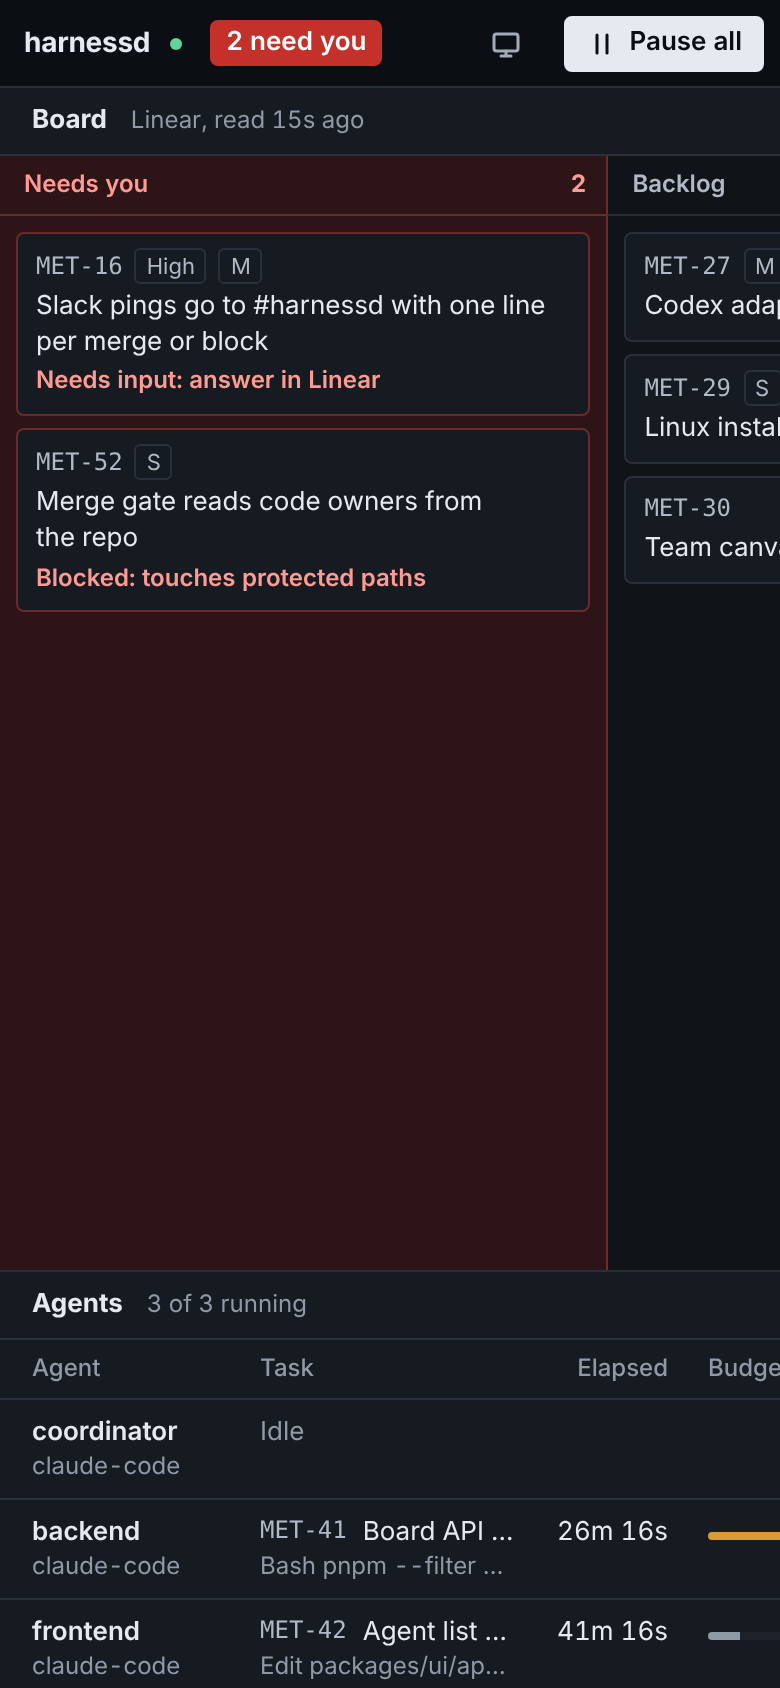 harnessd
2 need you
Pause all
Board Linear, read 15s ago
Needs you 2
MET-16 High M
Slack pings go to #harnessd with one line
per merge or block
Needs input: answer in Linear
MET-52 S
Merge gate reads code owners from
the repo
Blocked: touches protected paths
Backlog
MET-27 M
Codex adap
MET-29 S
Linux instal
MET-30
Team canva
Agents 3 of 3 running
Agent Task Elapsed Budge
coordinator Idle
claude-code
backend MET-41 Board API ... 26m 16s
claude-code Bash pnpm --filter ...
frontend MET-42 Agent list ... 41m 16s
claude-code Edit packages/ui/ap...